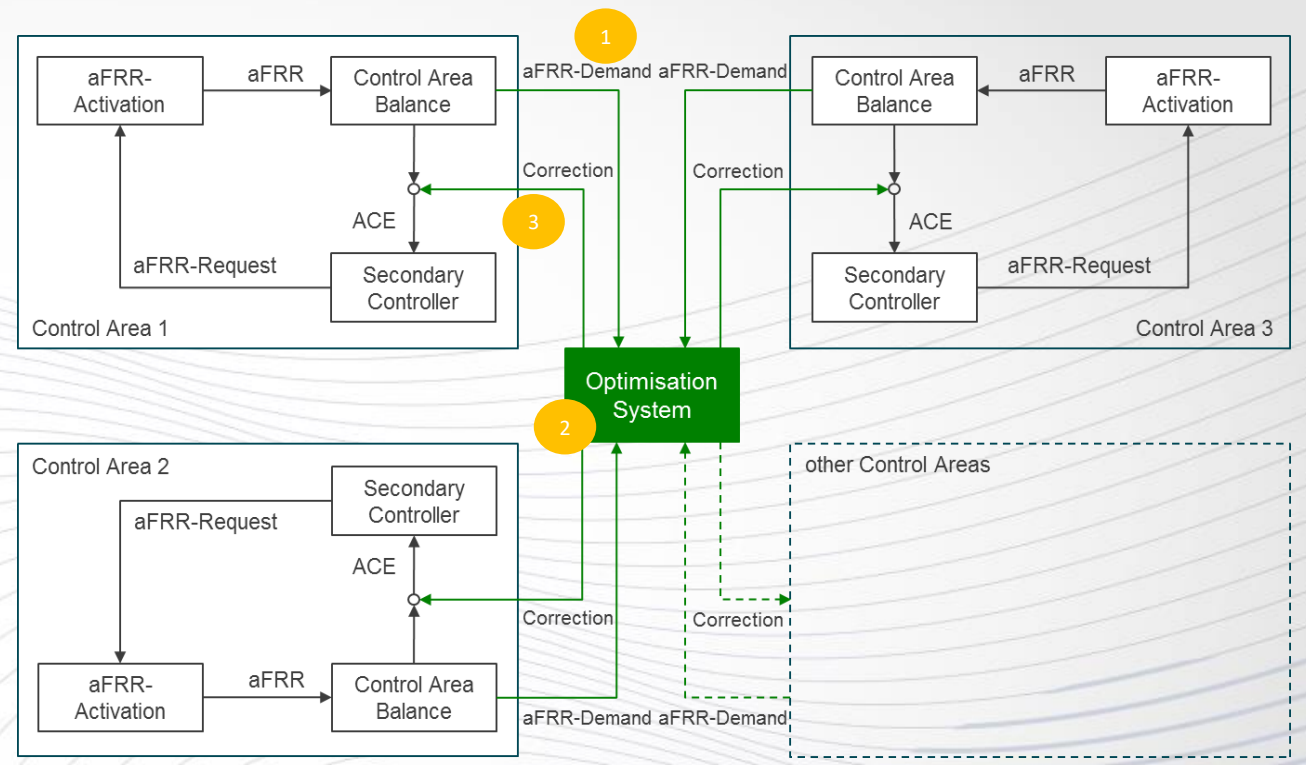 1
aFRR-
Activation
aFRR
Control Area
Balance
aFRR-Demand
Correction
3
ACE
aFRR-Request
Secondary
Controller
Control Area 1
aFRR-Demand
Control Area
Balance
aFRR
aFRR-
Activation
Correction
ACE
aFRR-Request
Secondary
Controller
Control Area 3
Optimisation
System
2
Control Area 2
Secondary
Controller
aFRR-Request
ACE
Correction
aFRR-
Activation
aFRR
Control Area
Balance
aFRR-Demand
other Control Areas
Correction
aFRR-Demand